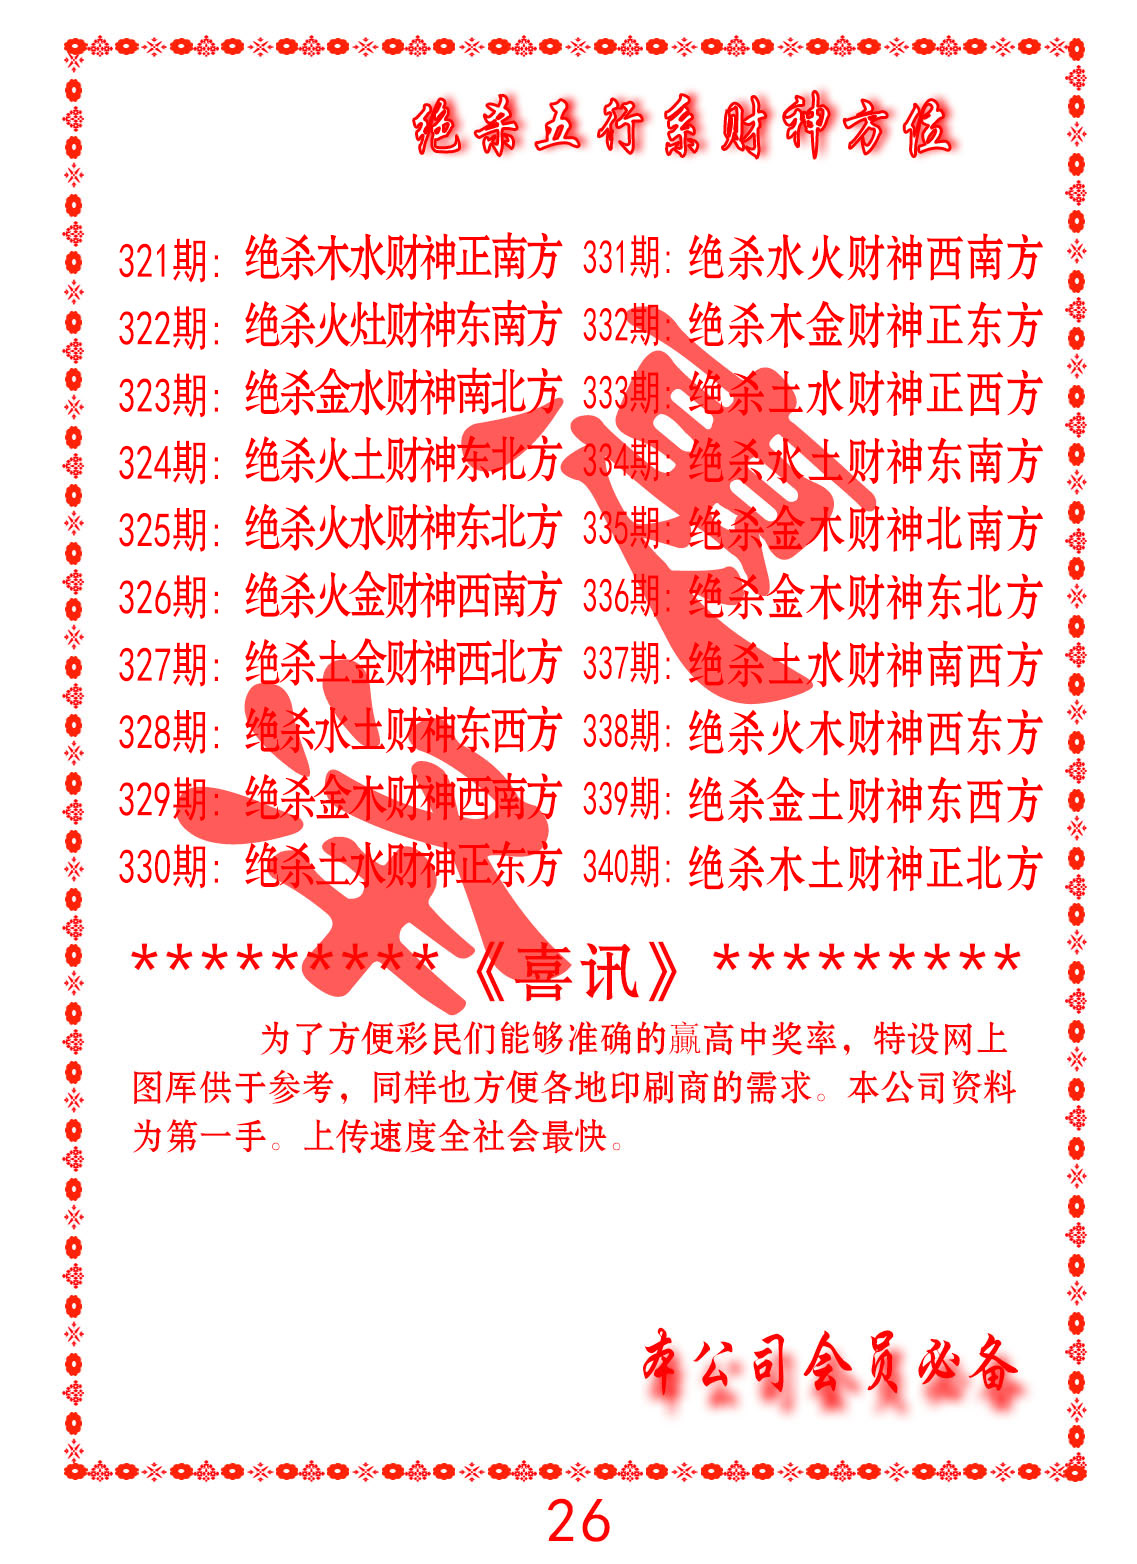 绝杀五行系财神方位
321期：绝杀木水财神正南方 331期：绝杀水火财神西南方
322期：绝杀火灶财神东南方 332期：绝杀木金财神正东方
323期：绝杀金水财神南北方 333期：绝杀土水财神正西方
324期：绝杀火土财神东北方 334期：绝杀水土财神东南方
325期：绝杀火水财神东北方 335期：绝杀金木财神北南方
326期：绝杀火金财神西南方 336期：绝杀金木财神东北方
327期：绝杀土金财神西北方 337期：绝杀土水财神南西方
328期：绝杀水土财神东西方 338期：绝杀火木财神西东方
329期：绝杀金木财神西南方 339期：绝杀金土财神东西方
330期：绝杀土水财神正东方 340期：绝杀木土财神正北方
*********《喜讯》*********
为了方便彩民们能够准确的赢高中奖率，特设网上
图库供于参考，同样也方便各地印刷商的需求。本公司资料
为第一手。上传速度全社会最快。
本公司会员必备
26